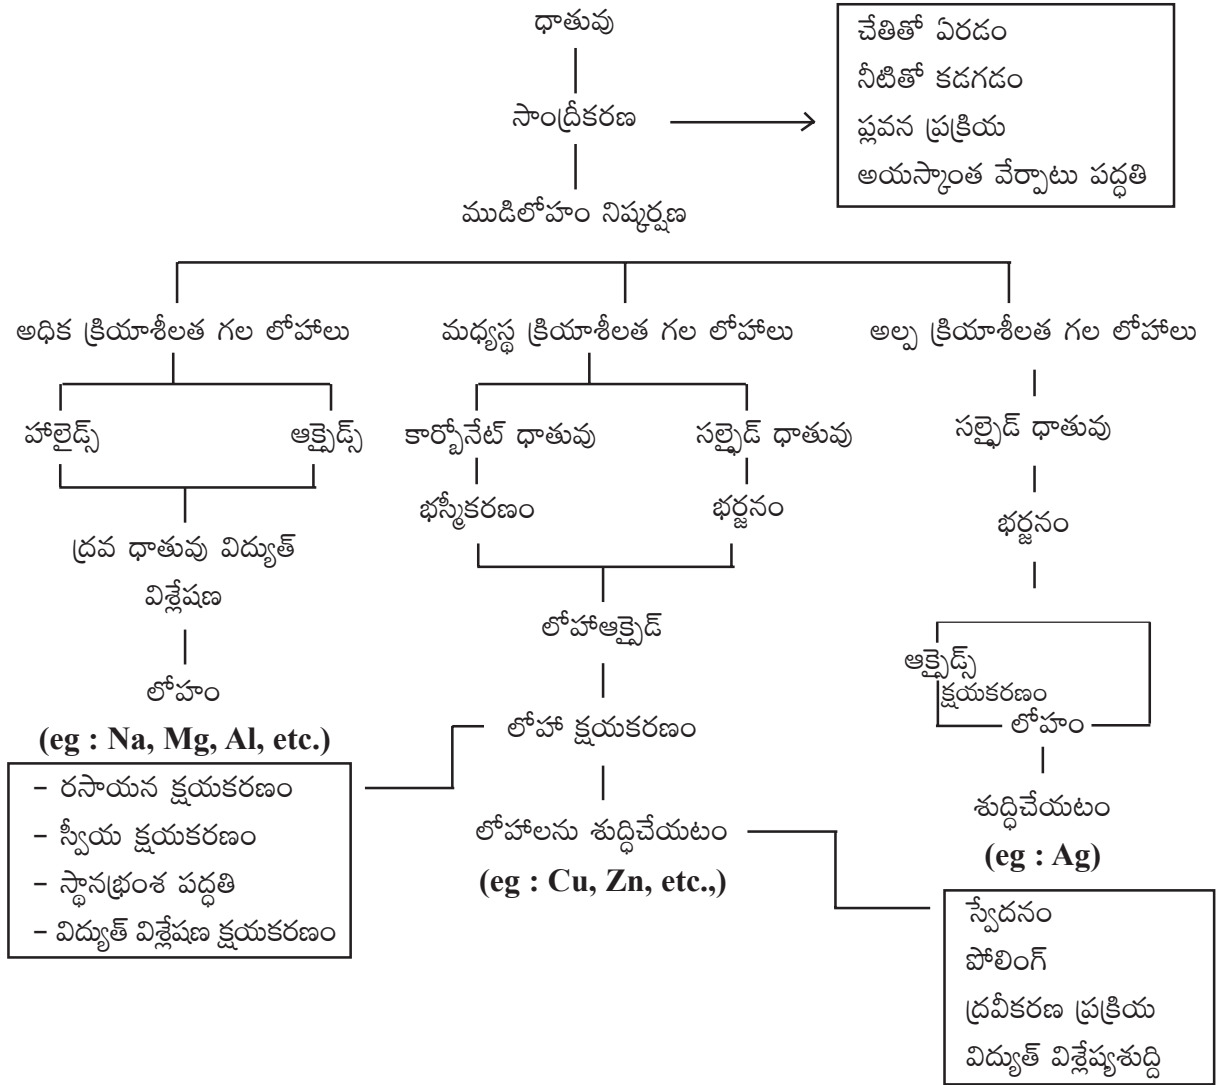 ధాతువు
సాంద్రీకరణ
చేతితో ఏరడం
నీటితో కడగడం
ప్లవన ప్రక్రియ
అయస్కాంత వేర్పాటు పద్ధతి
ముడిలోహం నిష్కర్షణ
అధిక క్రియాశీలత గల లోహాలు
మధ్యస్థ క్రియాశీలత గల లోహాలు
అల్ప క్రియాశీలత గల లోహాలు
హాలైడ్స్
ఆక్సైడ్స్
కార్బోనేట్ ధాతువు
సల్ఫైడ్ ధాతువు
సల్ఫైడ్ ధాతువు
భస్మీకరణం
భర్జనం
భర్జనం
ద్రవ ధాతువు విద్యుత్
విశ్లేషణ
లోహాఆక్సైడ్
ఆక్సైడ్స్
క్షయకరణం
లోహం
లోహం
(eg : Na, Mg, Al, etc.)
లోహా క్షయకరణం
– రసాయన క్షయకరణం
– స్వీయ క్షయకరణం
– స్థానభ్రంశ పద్ధతి
– విద్యుత్ విశ్లేషణ క్షయకరణం
లోహాలను శుద్ధిచేయటం
(eg : Cu, Zn, etc.,)
శుద్ధిచేయటం
(eg : Ag)
స్వేదనం
పోలింగ్
ద్రవీకరణ ప్రక్రియ
విద్యుత్ విశ్లేష్యశుద్ది